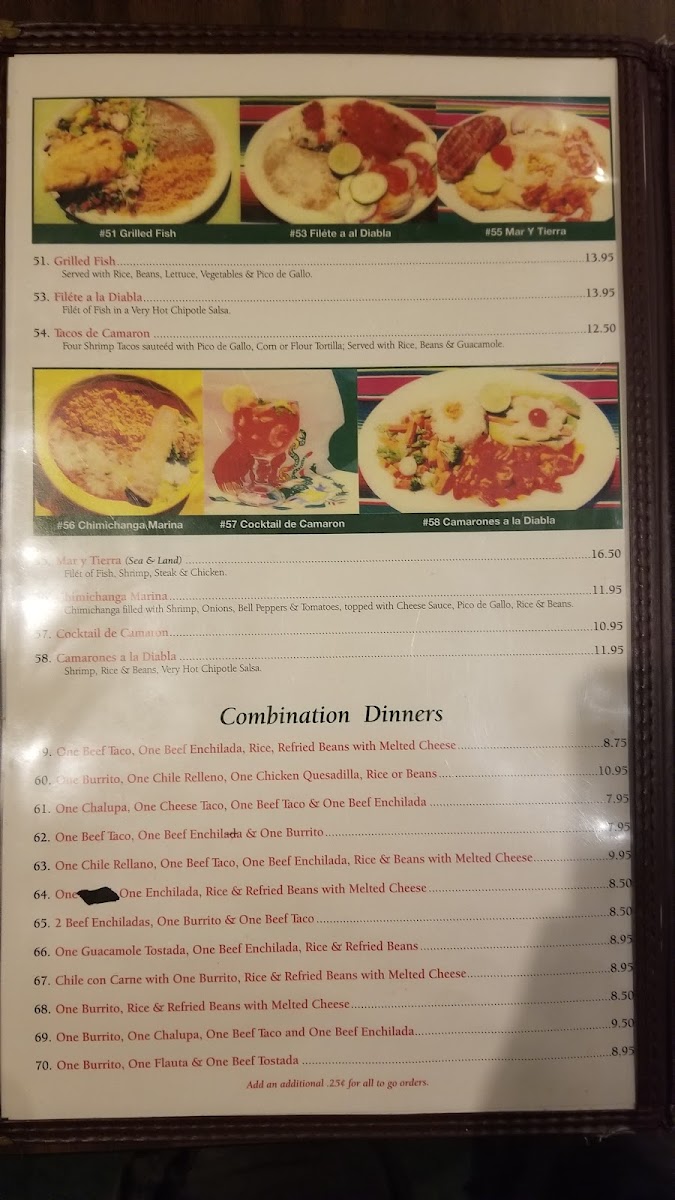 #51 Grilled Fish
#53 Filéte a al Diabla
#55 Mar Y Tierra
51. Grilled Fish 13.95
Served with Rice, Beans, Lettuce, Vegetables & Pico de Gallo.
53. Filéte a la Diabla 13.95
Filét of Fish in a Very Hot Chipotle Salsa.
54. Tacos de Camaron 12.50
Four Shrimp Tacos sauteéd with Pico de Gallo, Corn or Flour Tortilla; Served with Rice, Beans & Guacamole.
#56 Chimichanga Marina
#57 Cocktail de Camaron
#58 Camarones a la Diabla
Mar y Tierra (Sea & Land) 16.50
Filét of Fish, Shrimp, Steak & Chicken.
Chimichanga Marina 11.95
Chimichanga filled with Shrimp, Onions, Bell Peppers & Tomatoes, topped with Cheese Sauce, Pico de Gallo, Rice & Beans.
57. Cocktail de Camaron 10.95
58. Camarones a la Diabla 11.95
Shrimp, Rice & Beans, Very Hot Chipotle Salsa.
Combination Dinners
59. One Beef Taco, One Beef Enchilada, Rice, Refried Beans with Melted Cheese 8.75
60. One Burrito, One Chile Relleno, One Chicken Quesadilla, Rice or Beans 10.95
61. One Chalupa, One Cheese Taco, One Beef Taco & One Beef Enchilada 7.95
62. One Beef Taco, One Beef Enchilada & One Burrito 7.95
63. One Chile Rellano, One Beef Taco, One Beef Enchilada, Rice & Beans with Melted Cheese 9.95
64. One One Enchilada, Rice & Refried Beans with Melted Cheese 8.50
65. 2 Beef Enchiladas, One Burrito & One Beef Taco 8.50
66. One Guacamole Tostada, One Beef Enchilada, Rice & Refried Beans 8.95
67. Chile con Carne with One Burrito, Rice & Refried Beans with Melted Cheese 8.95
68. One Burrito, Rice & Refried Beans with Melted Cheese 8.50
69. One Burrito, One Chalupa, One Beef Taco and One Beef Enchilada 9.50
70. One Burrito, One Flauta & One Beef Tostada 8.95
Add an additional .25¢ for all to go orders.